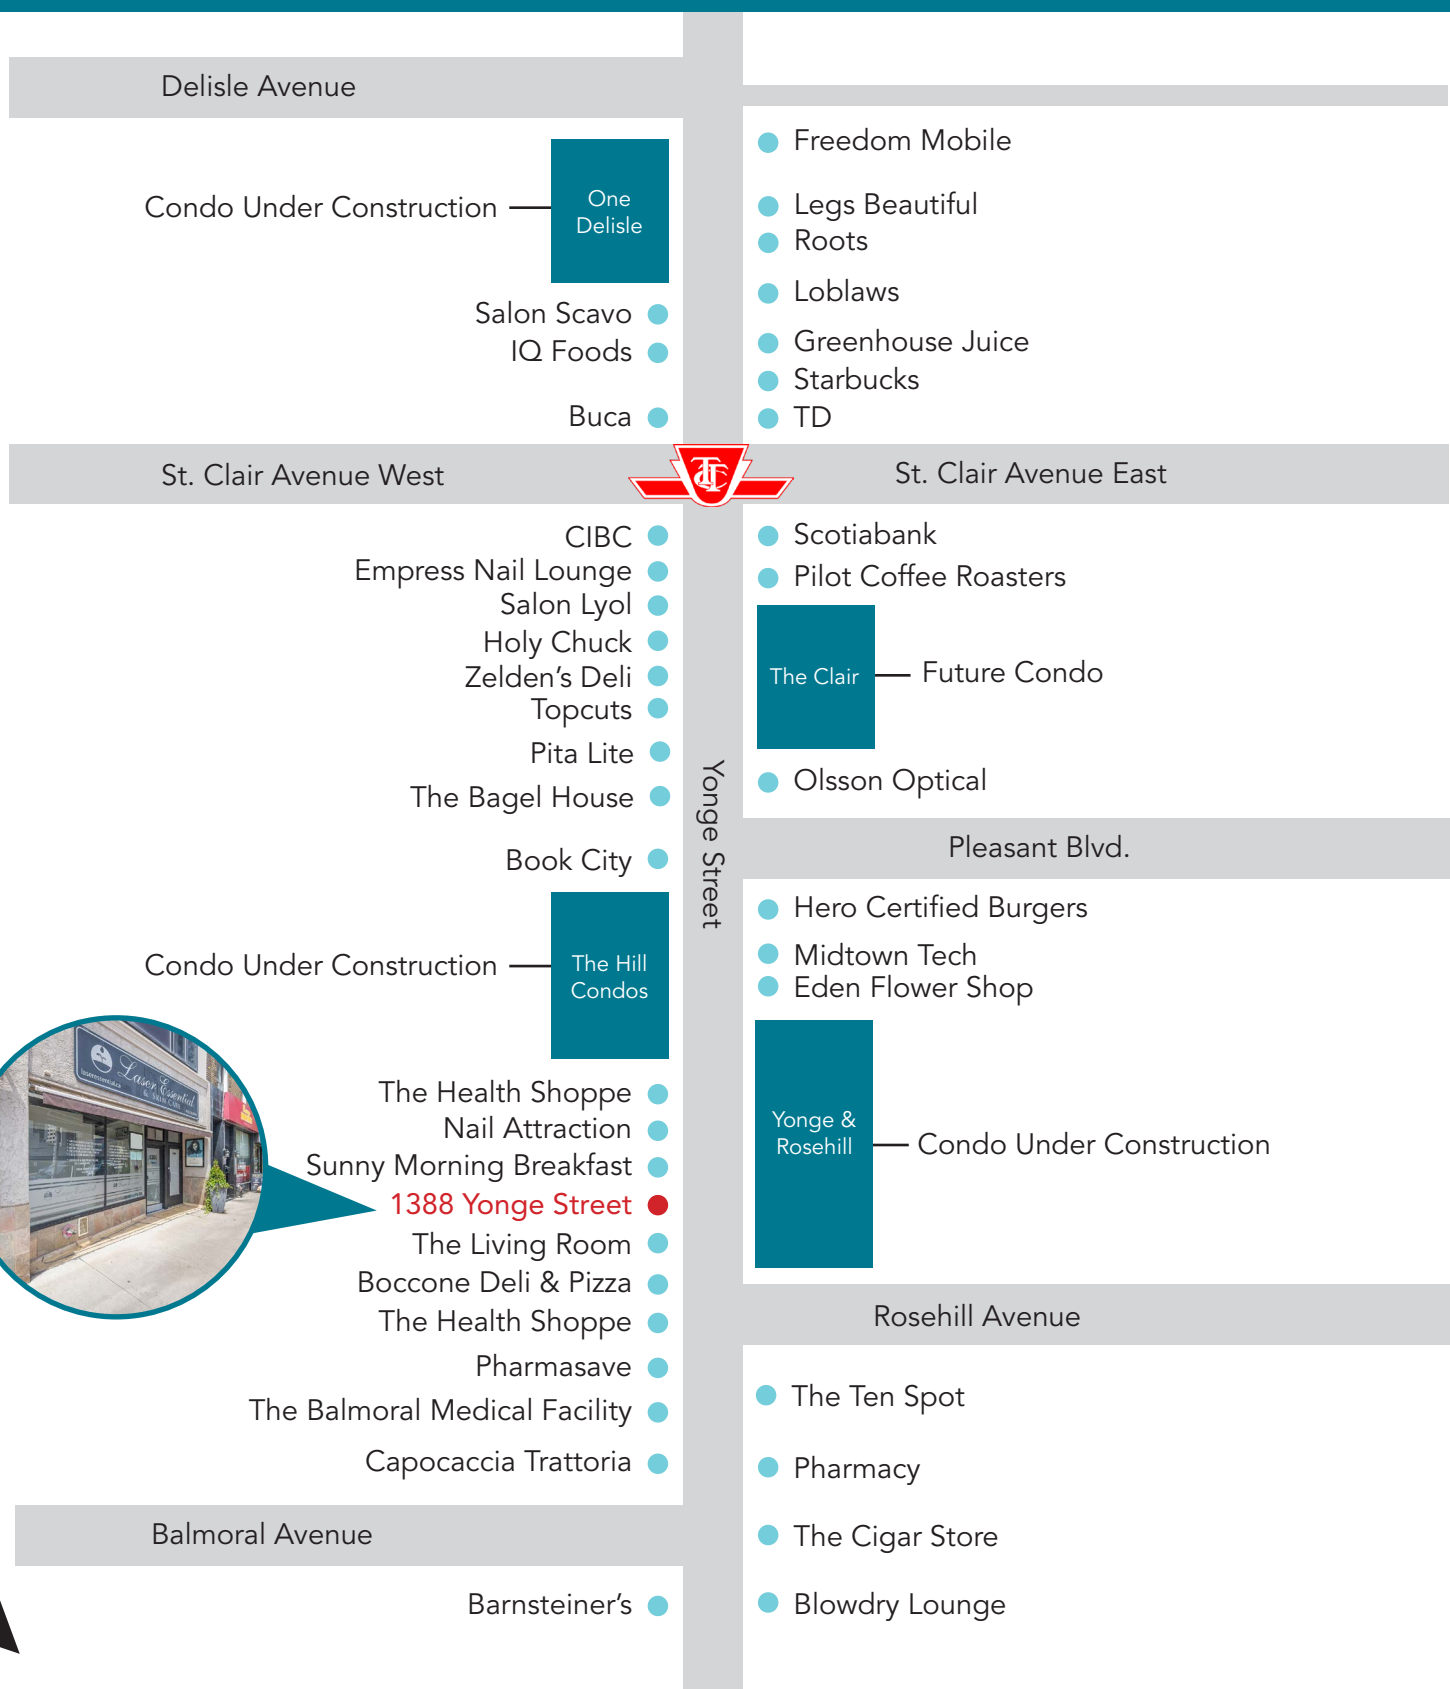 Delisle Avenue
Condo Under Construction
One
Delisle
Salon Scavo
IQ Foods
Buca
Freedom Mobile
Legs Beautiful
Roots
Loblaws
Greenhouse Juice
Starbucks
TD
St. Clair Avenue West
TTC
St. Clair Avenue East
CIBC
Empress Nail Lounge
Salon Lyol
Holy Chuck
Zelden's Deli
Topcuts
Pita Lite
The Bagel House
Book City
Condo Under Construction
The Hill
Condos
Yonge Street
Scotiabank
Pilot Coffee Roasters
The Clair
Future Condo
Olsson Optical
Pleasant Blvd.
Hero Certified Burgers
Midtown Tech
Eden Flower Shop
Yonge &
Rosehill
Condo Under Construction
Laser Essential
& SKIN CARE
The Health Shoppe
Nail Attraction
Sunny Morning Breakfast
1388 Yonge Street
The Living Room
Boccone Deli & Pizza
The Health Shoppe
Pharmasave
The Balmoral Medical Facility
Capocaccia Trattoria
Rosehill Avenue
The Ten Spot
Pharmacy
The Cigar Store
Blowdry Lounge
Balmoral Avenue
Barnsteiner's